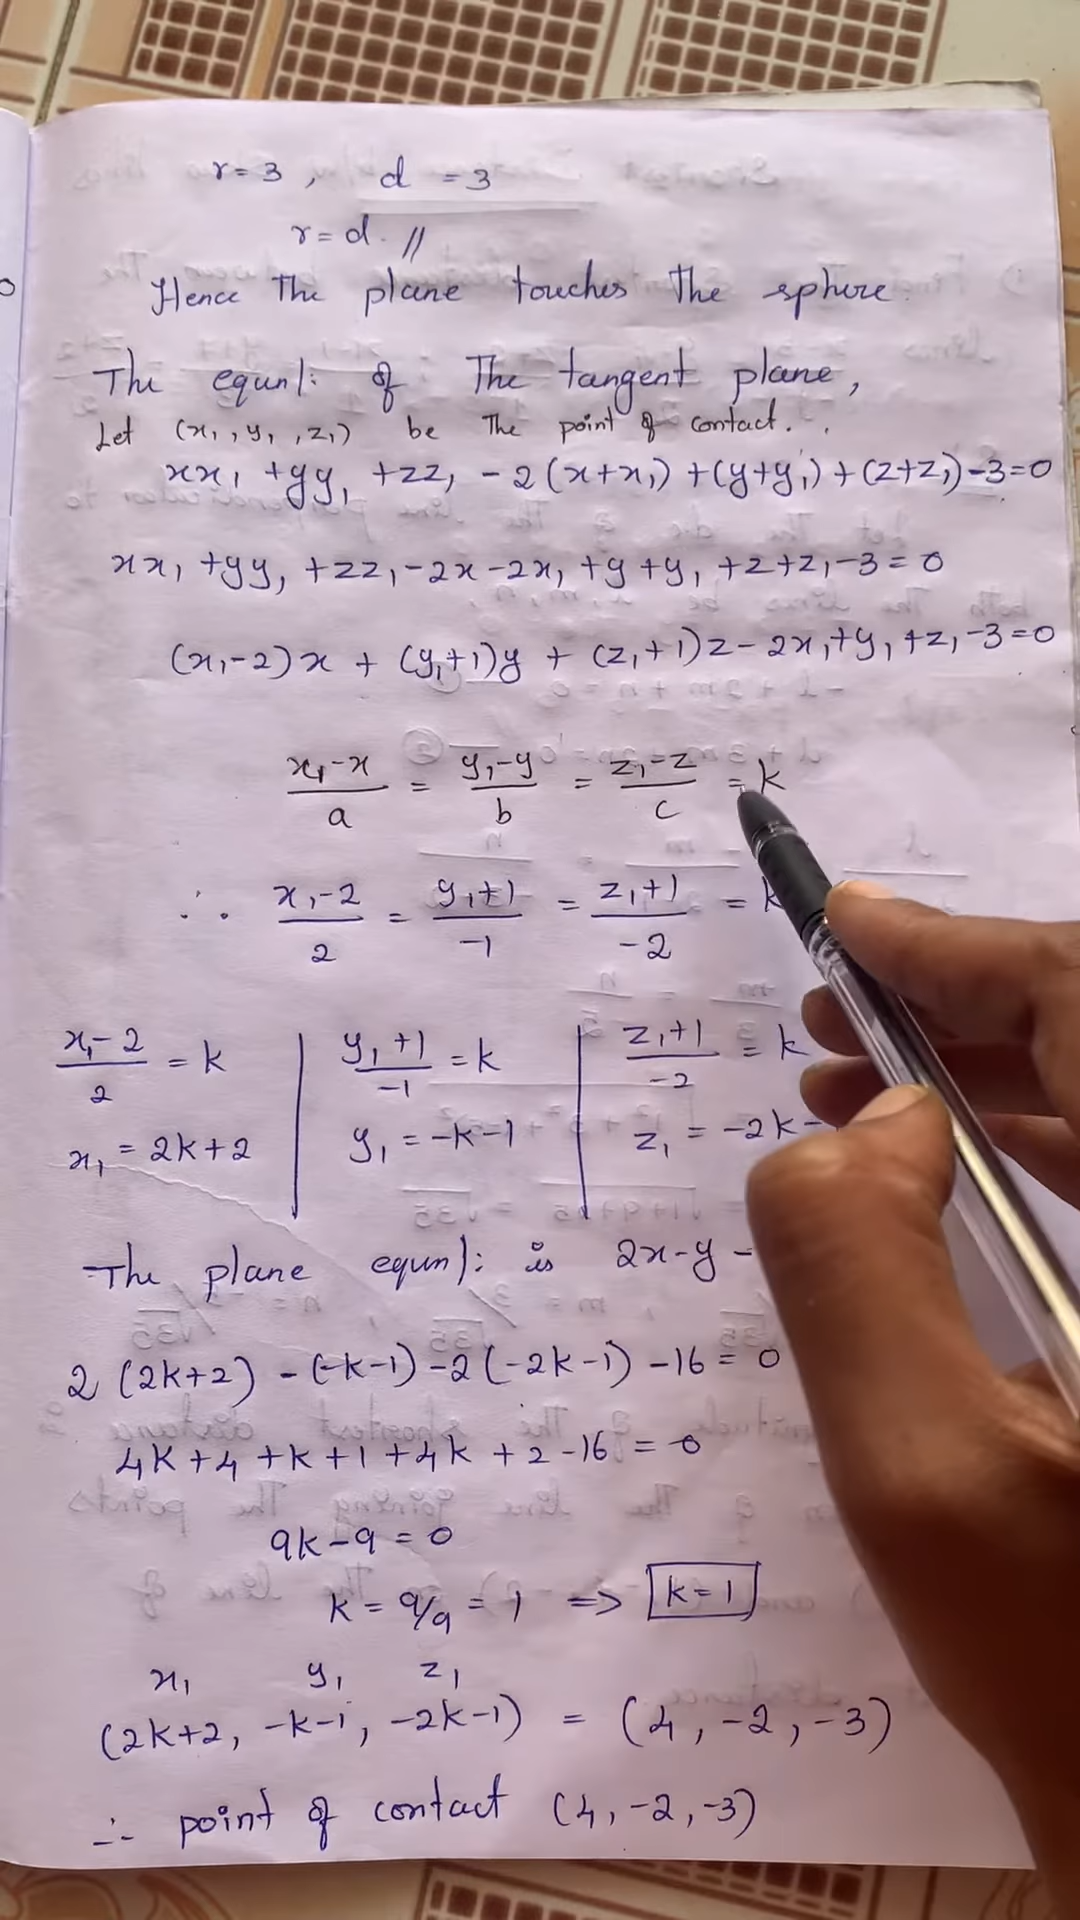 r=3 , d =3
r=d. //
Hence The plane touches The sphere.
The equn!: of The tangent plane,
Let (x₁, y₁, z₁) be The point of contact.
xx₁ +yy₁ +zz₁ -2(x+x₁) +(y+y₁) +(z+z₁)-3=0
xx₁ +yy₁ +zz₁-2x-2x₁ +y+y₁ +z+z₁-3=0
(x₁-2)x + (y₁+1)y + (z₁+1)z-2x₁+y₁+z₁-3=0
x₁-x/a = y₁-y/b = z₁-z/c = k
∴ x₁-2/2 = y₁+1/-1 = z₁+1/-2 = k
x₁-2/2 = k | y₁+1/-1 = k | z₁+1/-2 = k
x₁ = 2k+2 | y₁ = -k-1 | z₁ = -2k-
The plane equn!: is 2x-y-
2(2k+2) -(-k-1) -2(-2k-1) -16 = 0
4k+4 +k+1 +4k+2-16 = 0
9k-9=0
k = 9/9 = 1 => k=1
x₁ y₁ z₁
(2k+2, -k-1, -2k-1) = (4, -2, -3)
∴ point of contact (4, -2, -3)